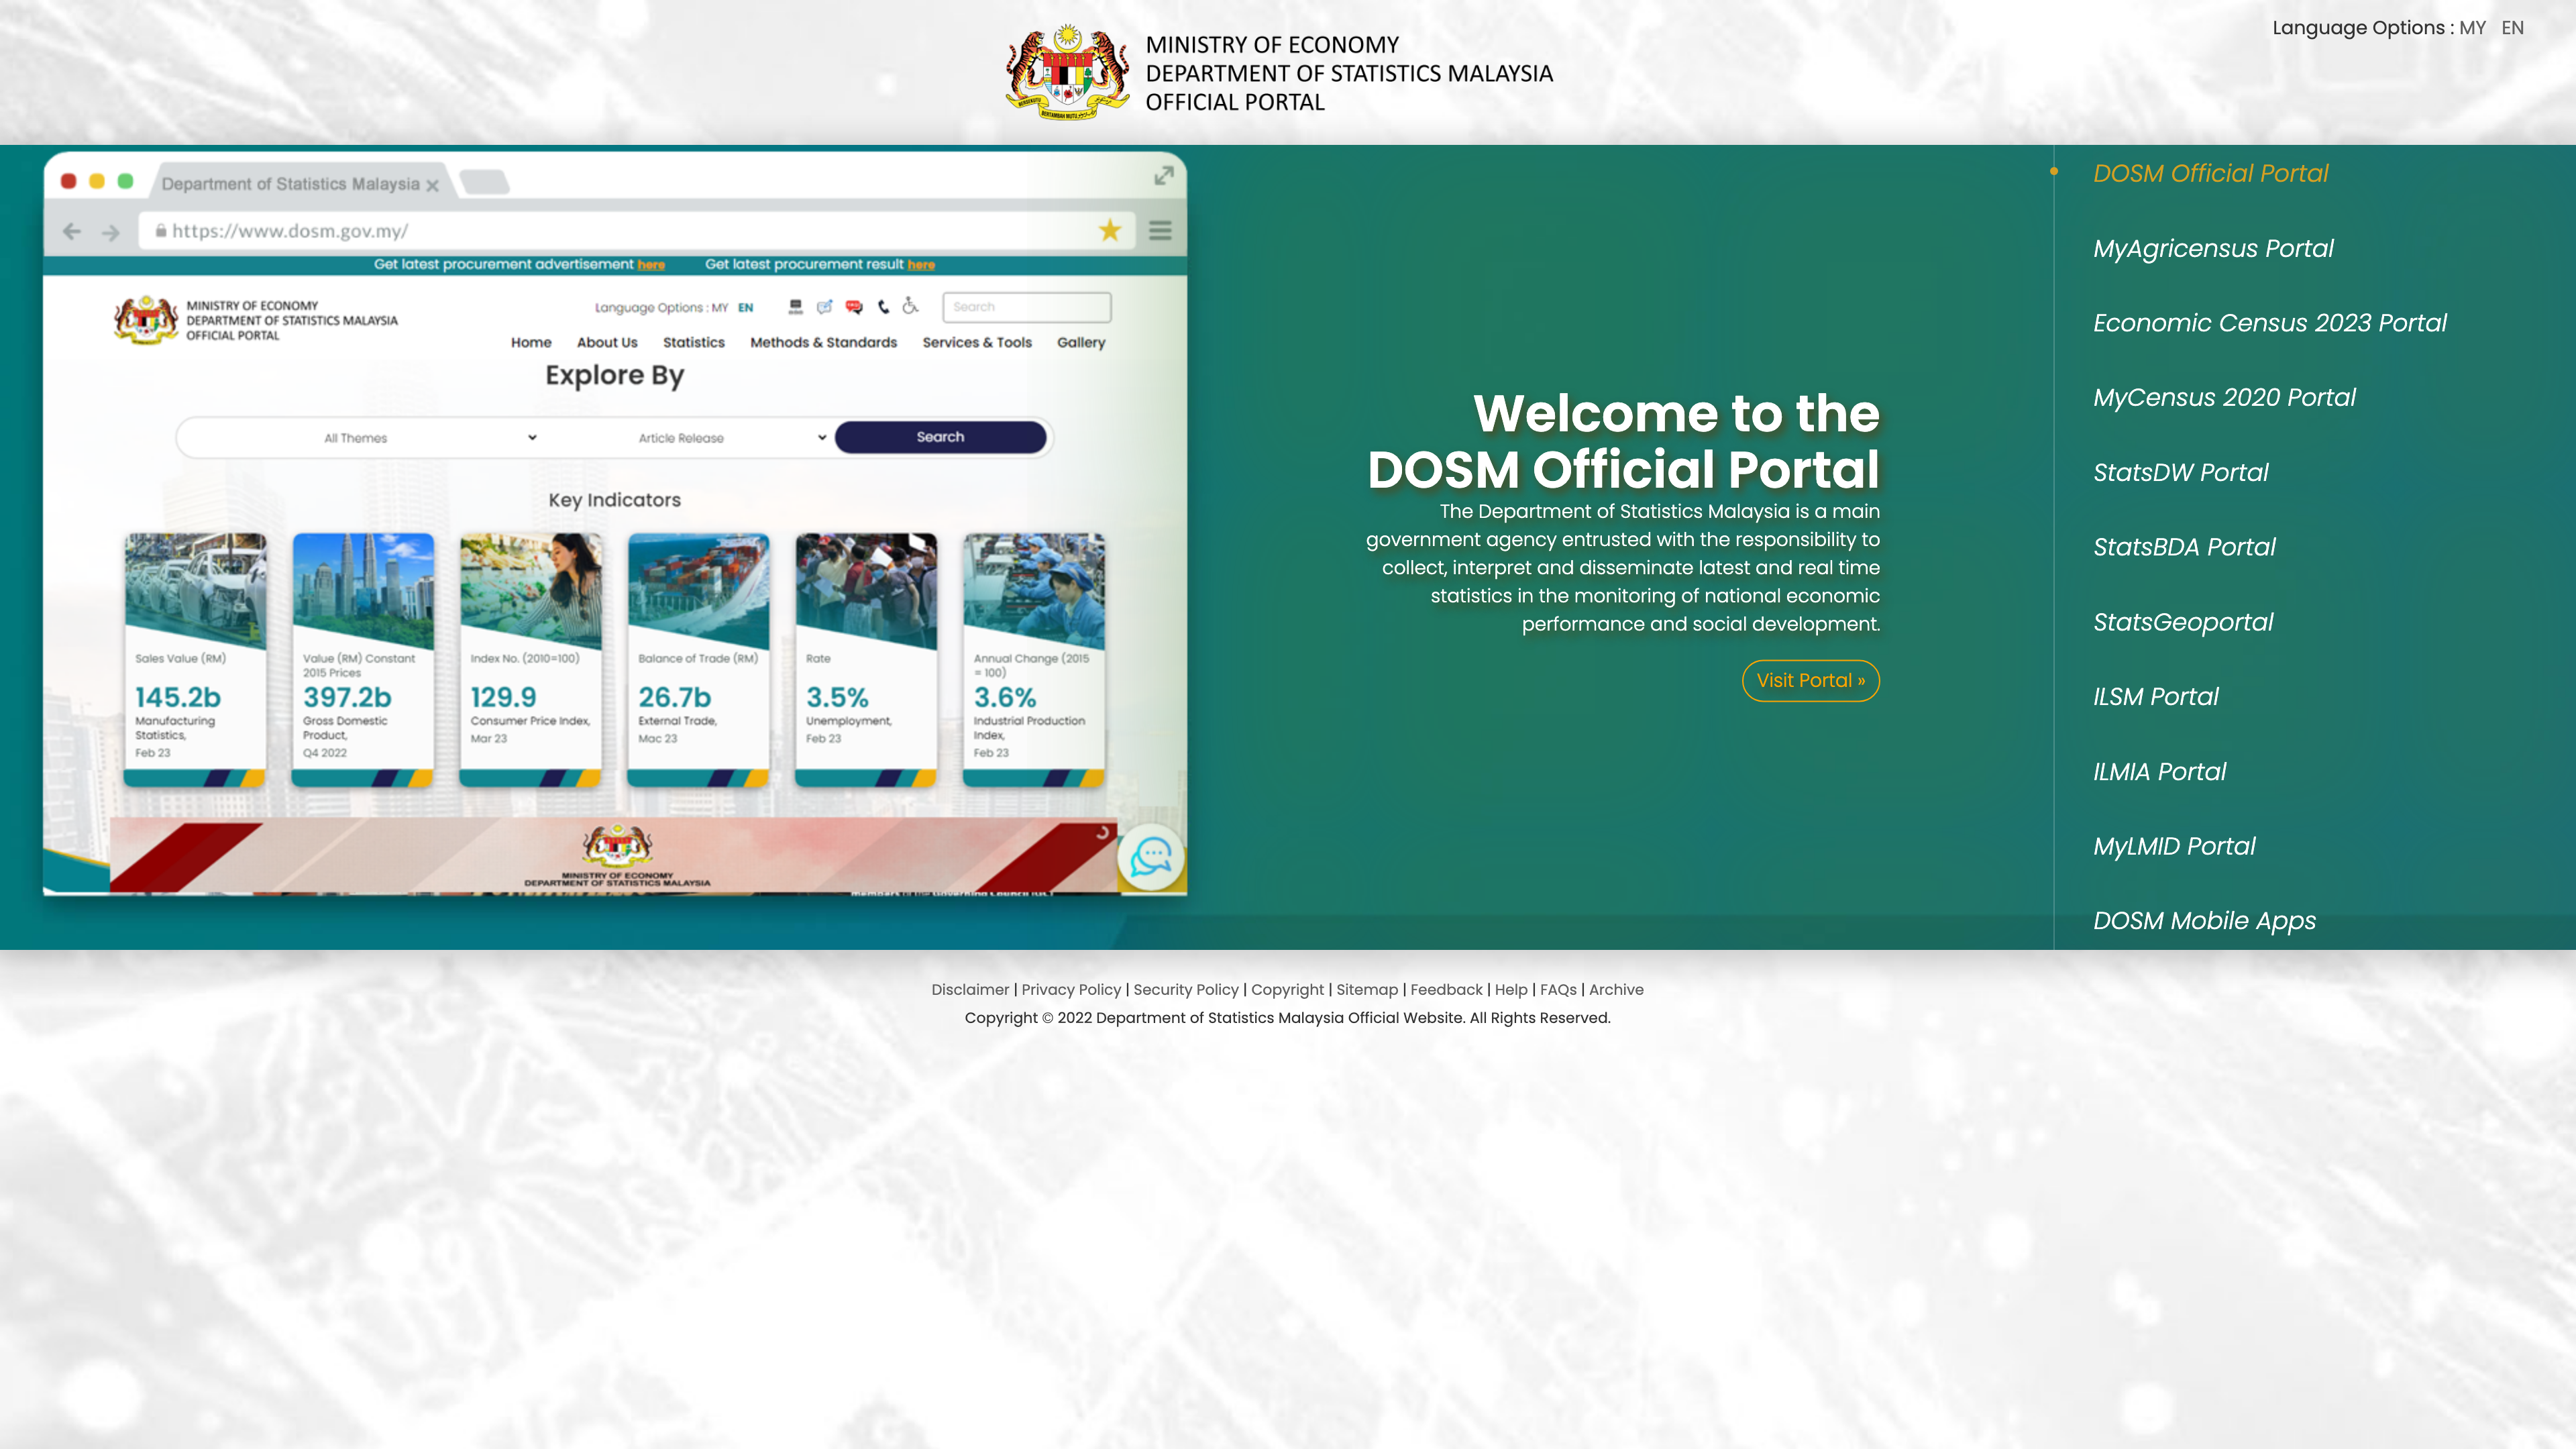 Language Options : MY EN
MINISTRY OF ECONOMY
DEPARTMENT OF STATISTICS MALAYSIA
OFFICIAL PORTAL
Department of Statistics Malaysia
https://www.dosm.gov.my/
Get latest procurement advertisement here Get latest procurement result here
MINISTRY OF ECONOMY
DEPARTMENT OF STATISTICS MALAYSIA
OFFICIAL PORTAL
Language Options : MY EN
Search
Home About Us Statistics Methods & Standards Services & Tools Gallery
Explore By
All Themes Article Release Search
Key Indicators
Sales Value (RM)
145.2b
Manufacturing
Statistics,
Feb 23
Value (RM) Constant
2015 Prices
397.2b
Gross Domestic
Product,
Q4 2022
Index No. (2010=100)
129.9
Consumer Price Index,
Mar 23
Balance of Trade (RM)
26.7b
External Trade,
Mac 23
Rate
3.5%
Unemployment,
Feb 23
Annual Change (2015
= 100)
3.6%
Industrial Production
Index,
Feb 23
MINISTRY OF ECONOMY
DEPARTMENT OF STATISTICS MALAYSIA
Welcome to the
DOSM Official Portal
The Department of Statistics Malaysia is a main
government agency entrusted with the responsibility to
collect, interpret and disseminate latest and real time
statistics in the monitoring of national economic
performance and social development.
Visit Portal »
DOSM Official Portal
MyAgricensus Portal
Economic Census 2023 Portal
MyCensus 2020 Portal
StatsDW Portal
StatsBDA Portal
StatsGeoportal
ILSM Portal
ILMIA Portal
MyLMID Portal
DOSM Mobile Apps
Disclaimer | Privacy Policy | Security Policy | Copyright | Sitemap | Feedback | Help | FAQs | Archive
Copyright © 2022 Department of Statistics Malaysia Official Website. All Rights Reserved.